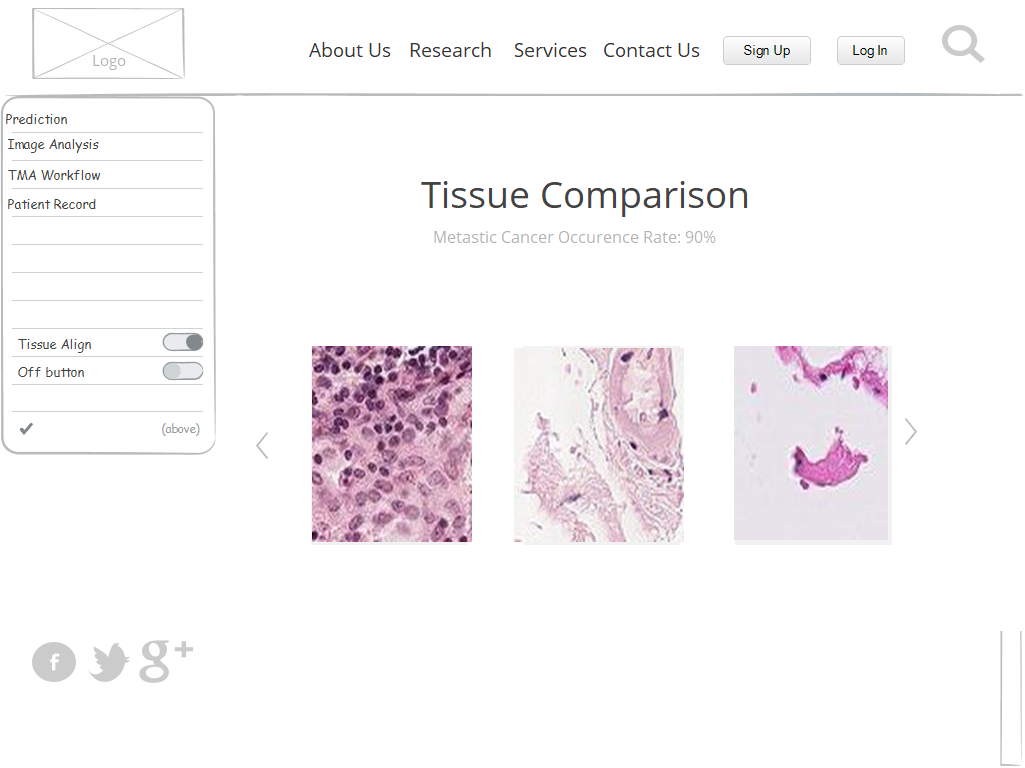 Logo
About Us Research Services Contact Us Sign Up Log In
Prediction
Image Analysis
TMA Workflow
Patient Record
Tissue Align
Off button
(above)
Tissue Comparison
Metastic Cancer Occurence Rate: 90%
f
g+